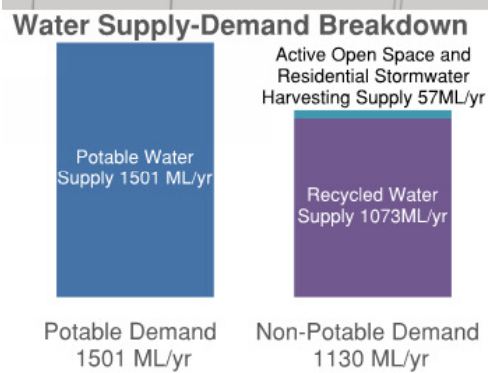 Water Supply-Demand Breakdown
Active Open Space and
Residential Stormwater
Harvesting Supply 57ML/yr
Potable Water
Supply 1501 ML/yr
Recycled Water
Supply 1073ML/yr
Potable Demand
1501 ML/yr
Non-Potable Demand
1130 ML/yr